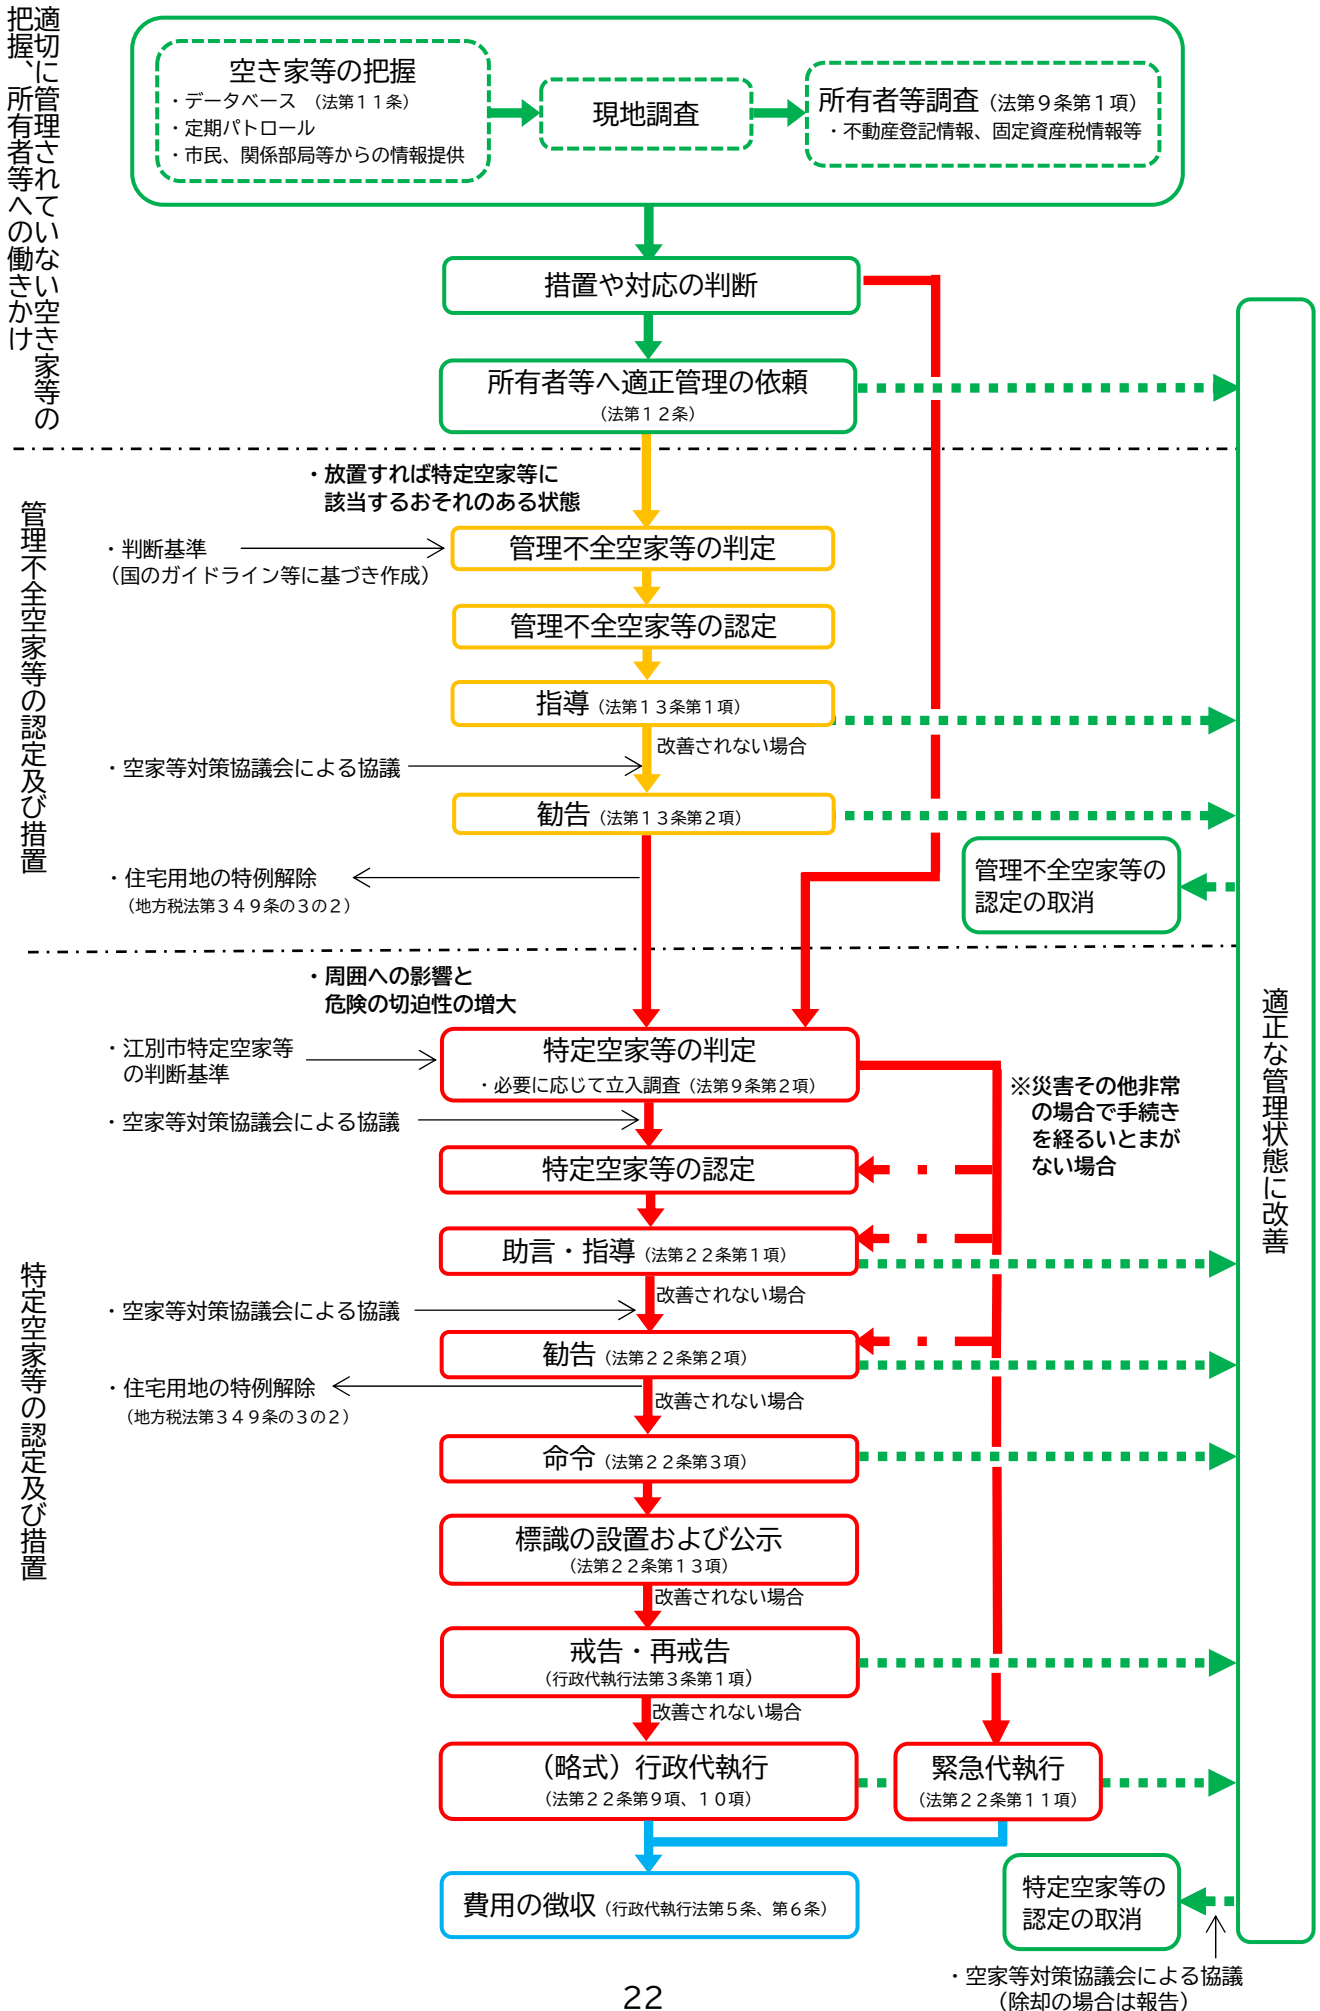 適切に管理されていない空き家等の
把握、所有者等への働きかけ
空き家等の把握
・データベース （法第１１条）
・定期パトロール
・市民、関係部局等からの情報提供
現地調査
所有者等調査（法第９条第１項）
・不動産登記情報、固定資産税情報等
措置や対応の判断
所有者等へ適正管理の依頼
（法第１２条）
管理不全空家等の認定及び措置
・放置すれば特定空家等に
該当するおそれのある状態
・判断基準
（国のガイドライン等に基づき作成）
管理不全空家等の判定
管理不全空家等の認定
指導（法第１３条第１項）
改善されない場合
・空家等対策協議会による協議
勧告（法第１３条第２項）
・住宅用地の特例解除
（地方税法第３４９条の３の２）
管理不全空家等の
認定の取消
適正な管理状態に改善
特定空家等の認定及び措置
・周囲への影響と
危険の切迫性の増大
・江別市特定空家等
の判断基準
特定空家等の判定
・必要に応じて立入調査（法第９条第２項）
※災害その他非常
の場合で手続き
を経るいとまが
ない場合
・空家等対策協議会による協議
特定空家等の認定
助言・指導（法第２２条第１項）
改善されない場合
・空家等対策協議会による協議
勧告（法第２２条第２項）
・住宅用地の特例解除
（地方税法第３４９条の３の２）
改善されない場合
命令（法第２２条第３項）
標識の設置および公示
（法第２２条第１３項）
改善されない場合
戒告・再戒告
（行政代執行法第３条第１項）
改善されない場合
（略式）行政代執行
（法第２２条第９項、１０項）
緊急代執行
（法第２２条第１１項）
費用の徴収（行政代執行法第５条、第６条）
特定空家等の
認定の取消
・空家等対策協議会による協議
（除却の場合は報告）
22